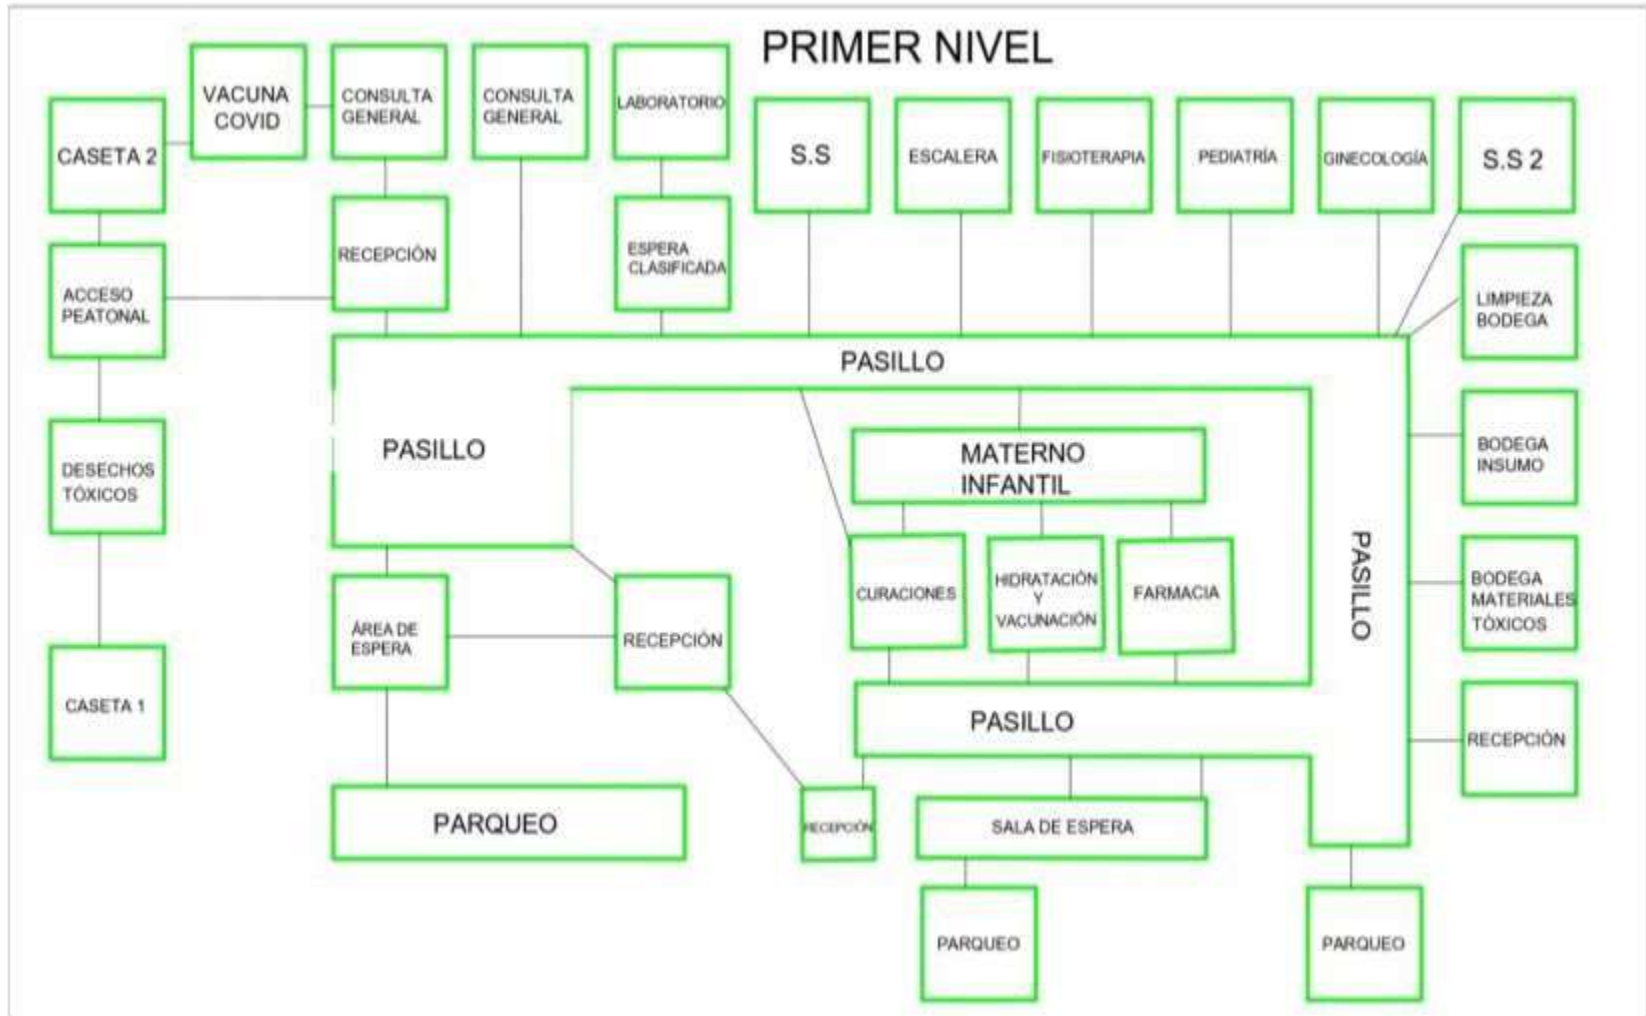 PRIMER NIVEL
VACUNA
COVID
CONSULTA
GENERAL
CONSULTA
GENERAL
LABORATORIO
CASETA 2
S.S
ESCALERA
FISIOTERAPIA
PEDIATRÍA
GINECOLOGÍA
S.S 2
RECEPCIÓN
ESPERA
CLASIFICADA
ACCESO
PEATONAL
LIMPIEZA
BODEGA
PASILLO
PASILLO
MATERNO
INFANTIL
BODEGA
INSUMO
DESECHOS
TÓXICOS
PASILLO
CURACIONES
HIDRATACIÓN
Y
VACUNACIÓN
FARMACIA
BODEGA
MATERIALES
TÓXICOS
ÁREA DE
ESPERA
RECEPCIÓN
CASETA 1
PASILLO
RECEPCIÓN
PARQUEO
RECEPCIÓN
SALA DE ESPERA
PARQUEO
PARQUEO